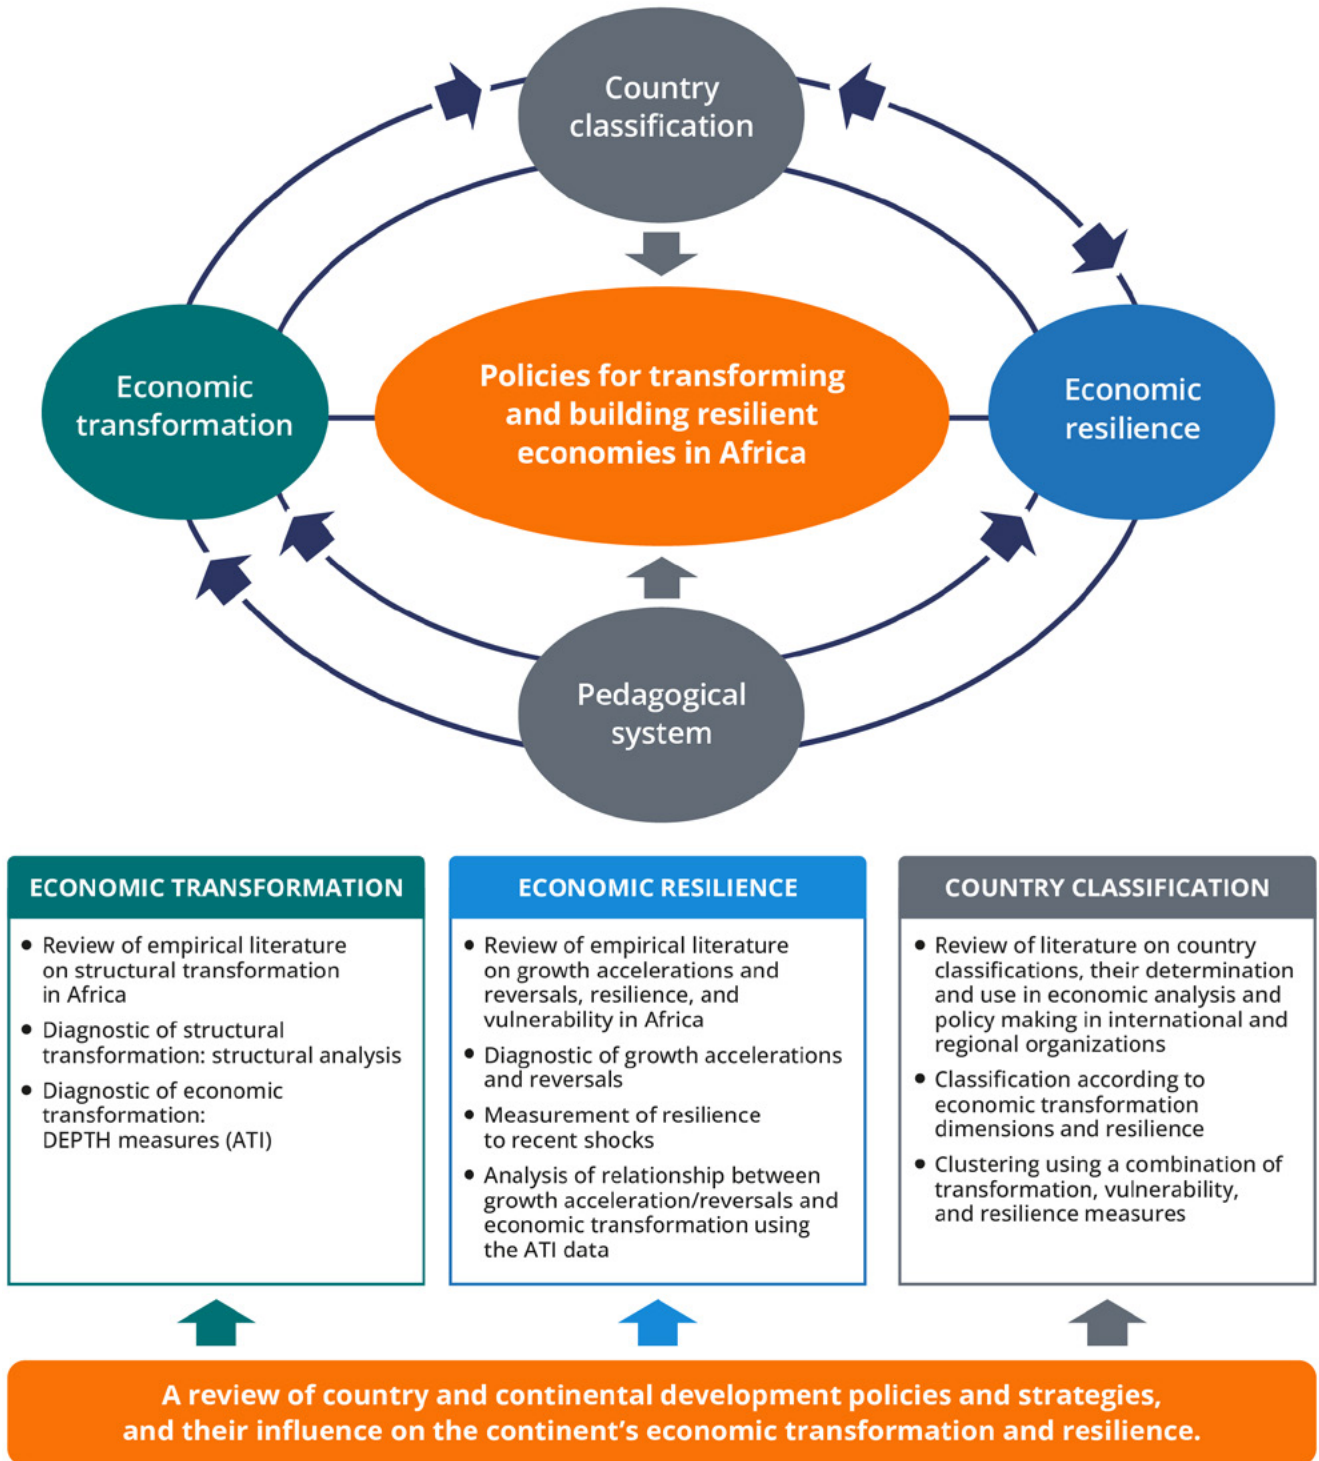 Country
classification
Economic
transformation
Policies for transforming
and building resilient
economies in Africa
Economic
resilience
Pedagogical
system
ECONOMIC TRANSFORMATION
• Review of empirical literature
on structural transformation
in Africa
• Diagnostic of structural
transformation: structural analysis
• Diagnostic of economic
transformation:
DEPTH measures (ATI)
ECONOMIC RESILIENCE
• Review of empirical literature
on growth accelerations and
reversals, resilience, and
vulnerability in Africa
• Diagnostic of growth accelerations
and reversals
• Measurement of resilience
to recent shocks
• Analysis of relationship between
growth acceleration/reversals and
economic transformation using
the ATI data
COUNTRY CLASSIFICATION
• Review of literature on country
classifications, their determination
and use in economic analysis and
policy making in international and
regional organizations
• Classification according to
economic transformation
dimensions and resilience
• Clustering using a combination of
transformation, vulnerability,
and resilience measures
A review of country and continental development policies and strategies,
and their influence on the continent’s economic transformation and resilience.